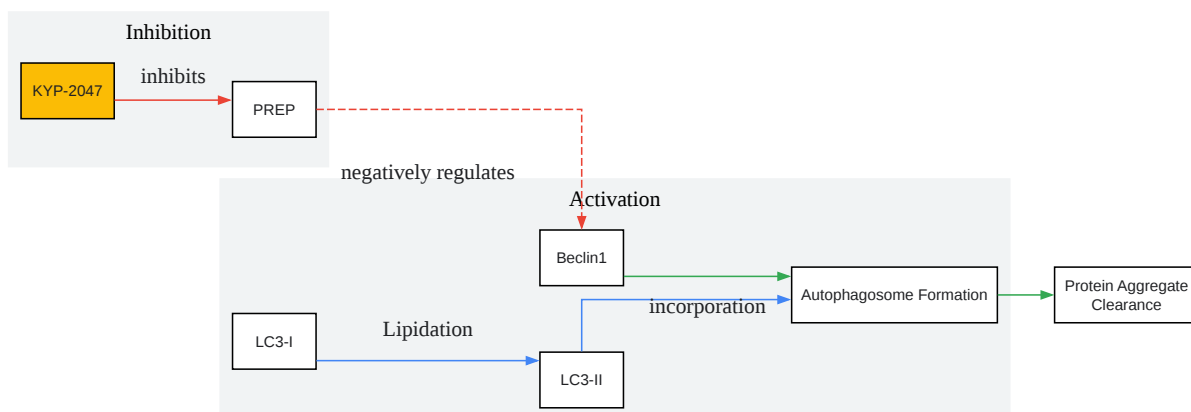 Inhibition
KYP-2047
inhibits
PREP
negatively regulates
Activation
Beclin1
Autophagosome Formation
incorporation
Protein Aggregate
Clearance
LC3-I
Lipidation
LC3-II